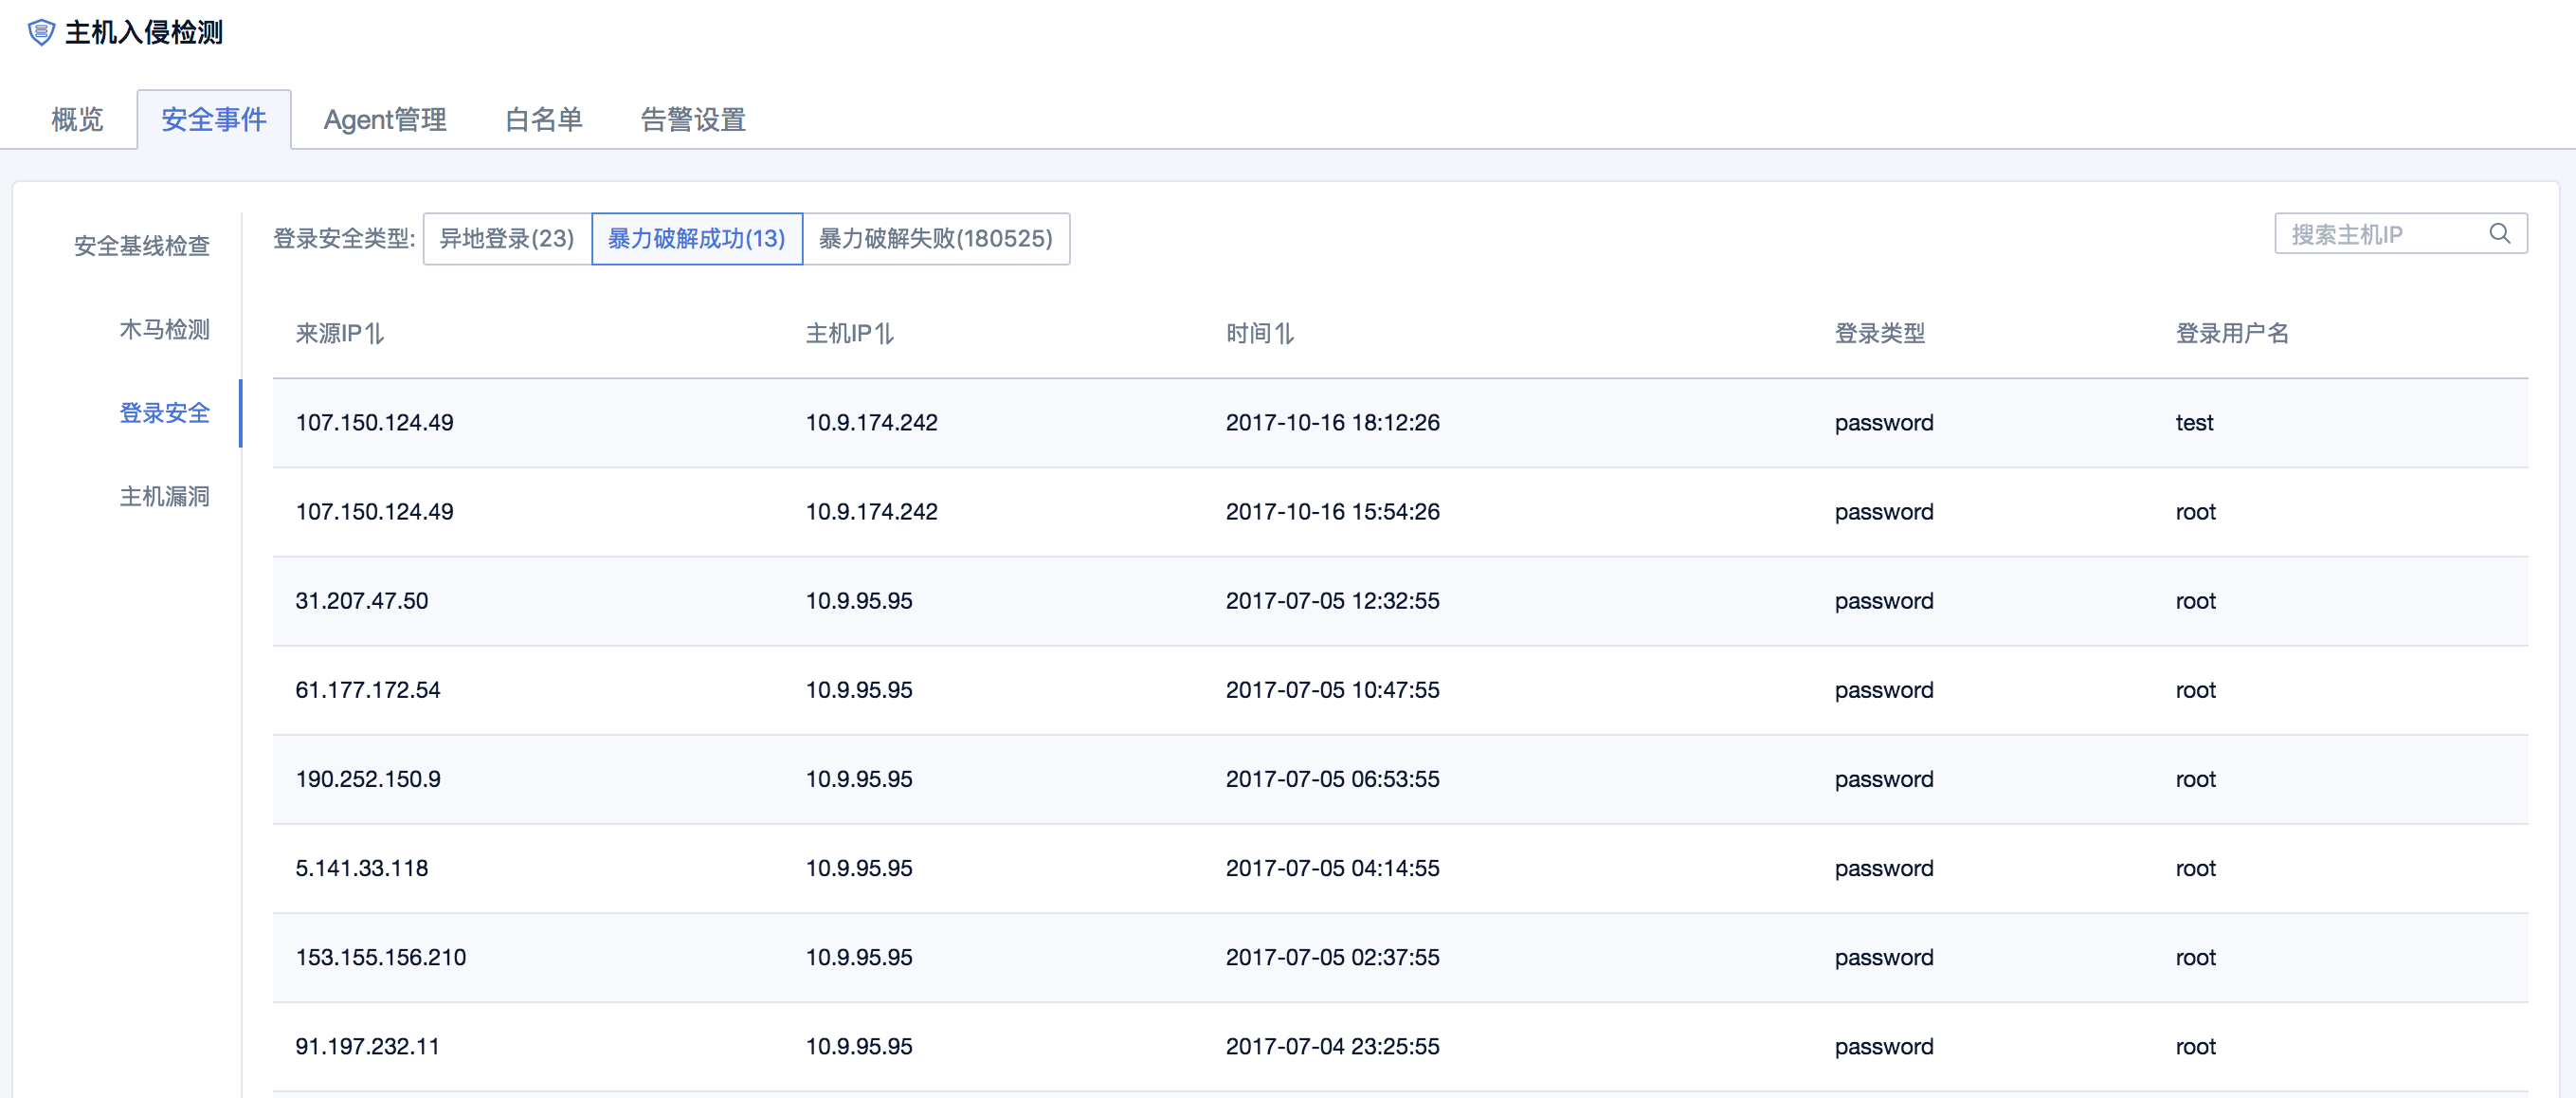 主机入侵检测
概览 安全事件 Agent管理 白名单 告警设置
安全基线检查
木马检测
登录安全
主机漏洞
登录安全类型: 异地登录(23) 暴力破解成功(13) 暴力破解失败(180525) 搜索主机IP
来源IP 主机IP 时间 登录类型 登录用户名
107.150.124.49 10.9.174.242 2017-10-16 18:12:26 password test
107.150.124.49 10.9.174.242 2017-10-16 15:54:26 password root
31.207.47.50 10.9.95.95 2017-07-05 12:32:55 password root
61.177.172.54 10.9.95.95 2017-07-05 10:47:55 password root
190.252.150.9 10.9.95.95 2017-07-05 06:53:55 password root
5.141.33.118 10.9.95.95 2017-07-05 04:14:55 password root
153.155.156.210 10.9.95.95 2017-07-05 02:37:55 password root
91.197.232.11 10.9.95.95 2017-07-04 23:25:55 password root